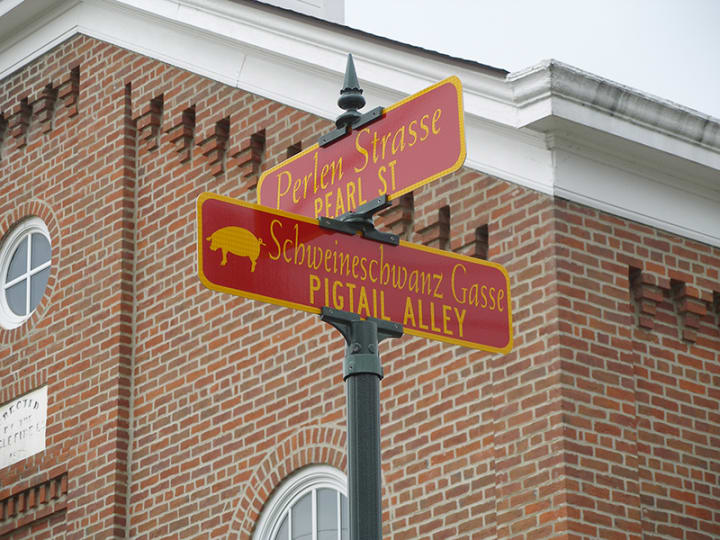 Perlen Strasse
PEARL ST
Schweineschwanz Gasse
PIGTAIL ALLEY